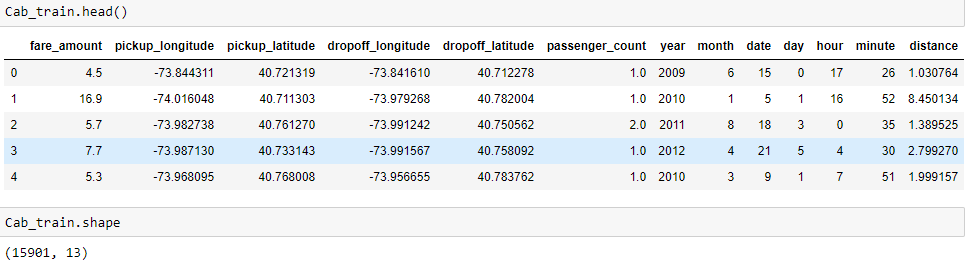 Cab_train.head()
fare_amount pickup_longitude pickup_latitude dropoff_longitude dropoff_latitude passenger_count year month date day hour minute distance
0 4.5 -73.844311 40.721319 -73.841610 40.712278 1.0 2009 6 15 0 17 26 1.030764
1 16.9 -74.016048 40.711303 -73.979268 40.782004 1.0 2010 1 5 1 16 52 8.450134
2 5.7 -73.982738 40.761270 -73.991242 40.750562 2.0 2011 8 18 3 0 35 1.389525
3 7.7 -73.987130 40.733143 -73.991567 40.758092 1.0 2012 4 21 5 4 30 2.799270
4 5.3 -73.968095 40.768008 -73.956655 40.783762 1.0 2010 3 9 1 7 51 1.999157
Cab_train.shape
(15901, 13)